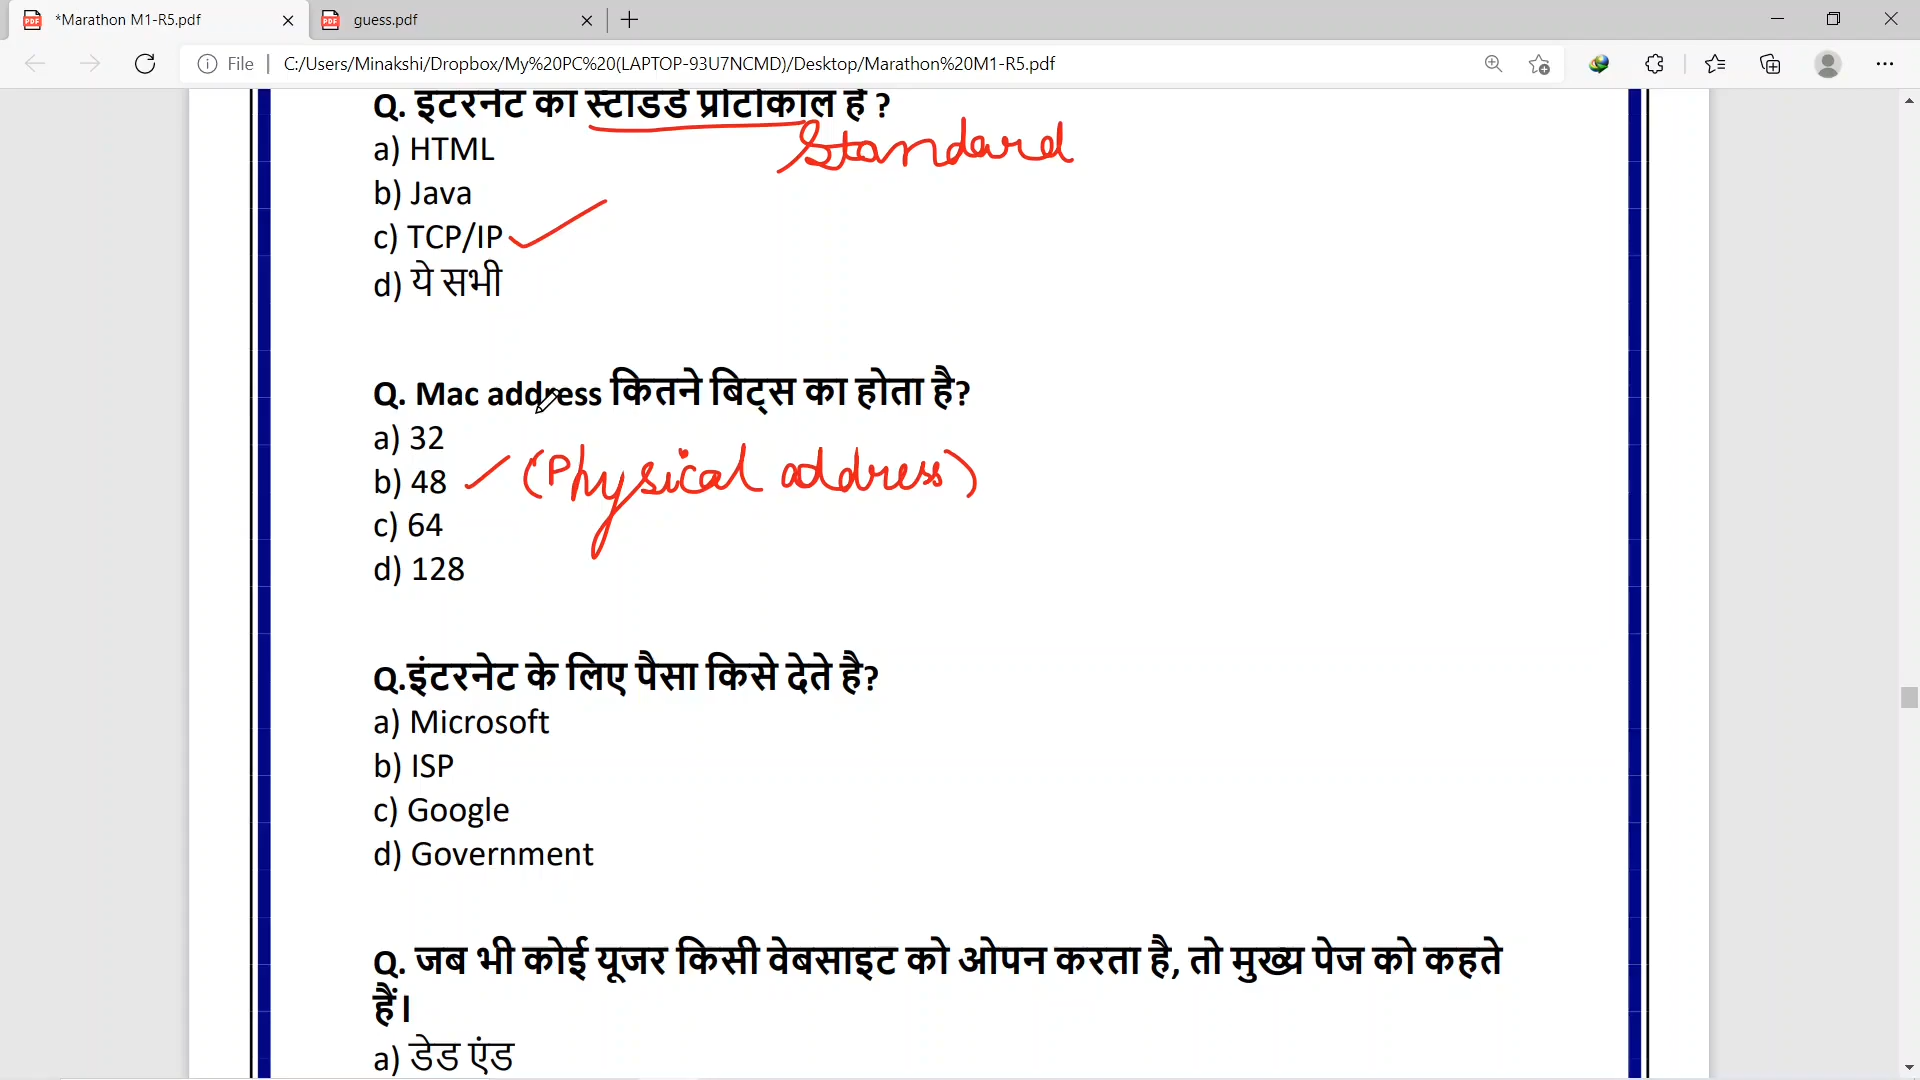 *Marathon M1-R5.pdf
guess.pdf
File
C:/Users/Minakshi/Dropbox/My%20PC%20(LAPTOP-93U7NCMD)/Desktop/Marathon%20M1-R5.pdf
Q. इंटरनेट का स्टैंडर्ड प्रोटोकॉल है ?
Standard
a) HTML
b) Java
c) TCP/IP
d) ये सभी
Q. Mac address कितने बिट्स का होता है?
a) 32
b) 48 (Physical address)
c) 64
d) 128
Q.इंटरनेट के लिए पैसा किसे देते है?
a) Microsoft
b) ISP
c) Google
d) Government
Q. जब भी कोई यूजर किसी वेबसाइट को ओपन करता है, तो मुख्य पेज को कहते
हैं।
a) डेड एंड